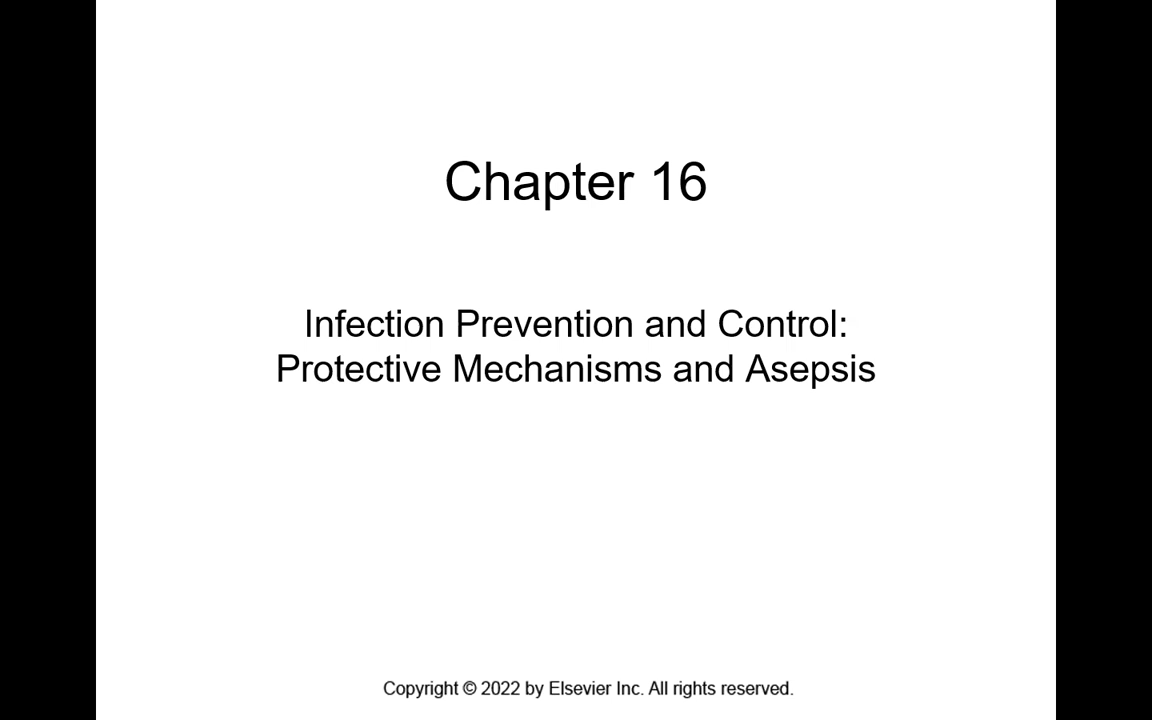 Chapter 16
Infection Prevention and Control:
Protective Mechanisms and Asepsis
Copyright © 2022 by Elsevier Inc. All rights reserved.